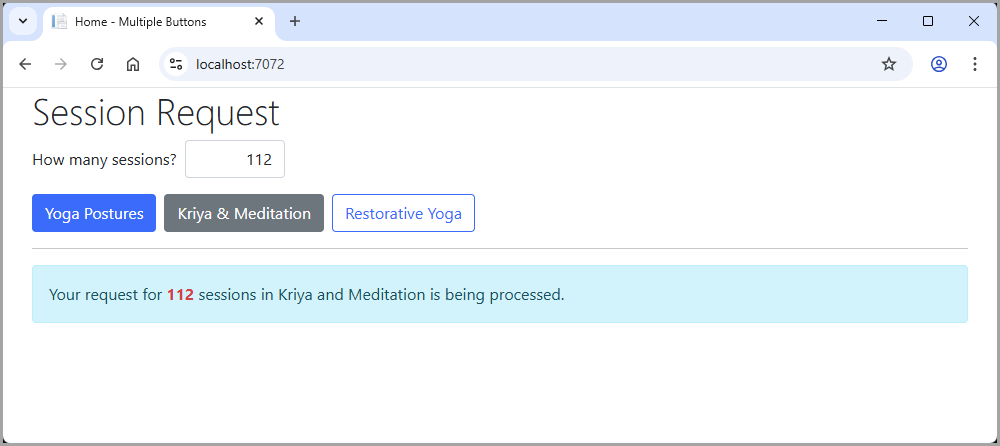 Home - Multiple Buttons
localhost:7072
Session Request
How many sessions? 112
Yoga Postures Kriya & Meditation Restorative Yoga
Your request for 112 sessions in Kriya and Meditation is being processed.